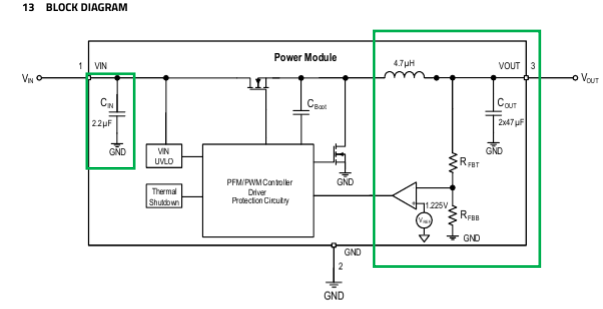 13 BLOCK DIAGRAM
Power Module
1 VIN
4.7µH
VOUT 3
VIN
VOUT
CIN
2.2µF
GND
CBoot
COUT
2x47µF
GND
VIN
UVLO
Thermal
Shutdown
PFM/PWM Controller
Driver
Protection Circuitry
GND
RFBT
1.225V
RFBB
GND
GND
2
GND